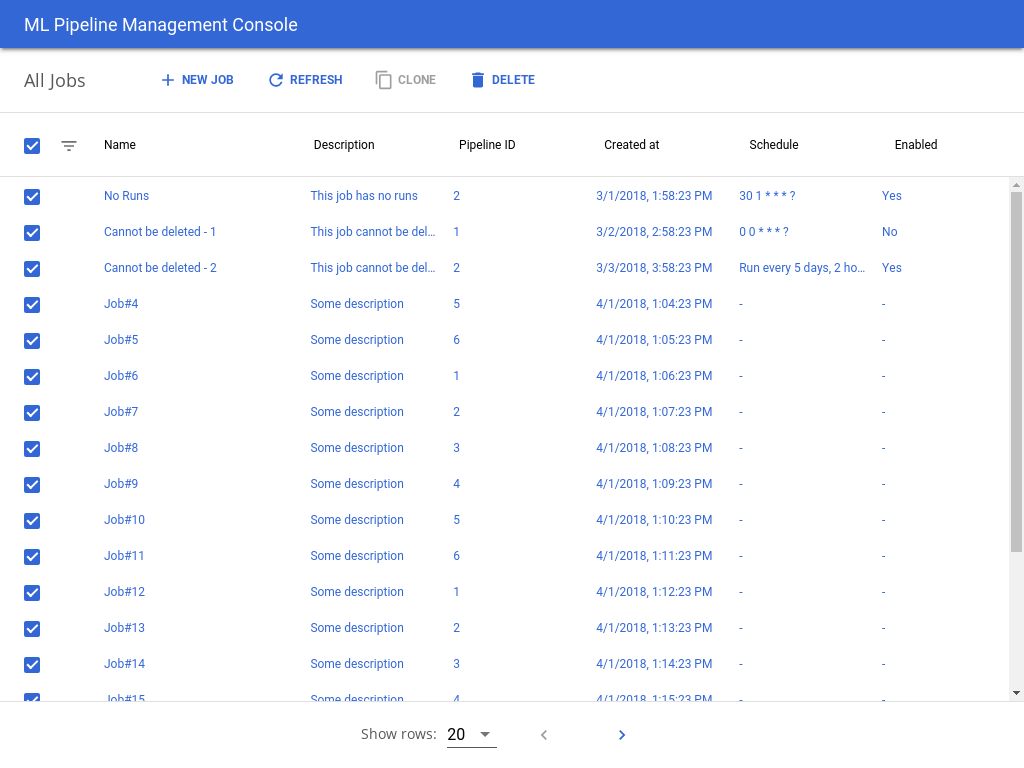 ML Pipeline Management Console
All Jobs NEW JOB REFRESH CLONE DELETE
Name Description Pipeline ID Created at Schedule Enabled
No Runs This job has no runs 2 3/1/2018, 1:58:23 PM 30 1 * * * ? Yes
Cannot be deleted - 1 This job cannot be del... 1 3/2/2018, 2:58:23 PM 0 0 * * * ? No
Cannot be deleted - 2 This job cannot be del... 2 3/3/2018, 3:58:23 PM Run every 5 days, 2 ho... Yes
Job#4 Some description 5 4/1/2018, 1:04:23 PM - -
Job#5 Some description 6 4/1/2018, 1:05:23 PM - -
Job#6 Some description 1 4/1/2018, 1:06:23 PM - -
Job#7 Some description 2 4/1/2018, 1:07:23 PM - -
Job#8 Some description 3 4/1/2018, 1:08:23 PM - -
Job#9 Some description 4 4/1/2018, 1:09:23 PM - -
Job#10 Some description 5 4/1/2018, 1:10:23 PM - -
Job#11 Some description 6 4/1/2018, 1:11:23 PM - -
Job#12 Some description 1 4/1/2018, 1:12:23 PM - -
Job#13 Some description 2 4/1/2018, 1:13:23 PM - -
Job#14 Some description 3 4/1/2018, 1:14:23 PM - -
Job#15 Some description 4 4/1/2018, 1:15:23 PM - -
Show rows: 20